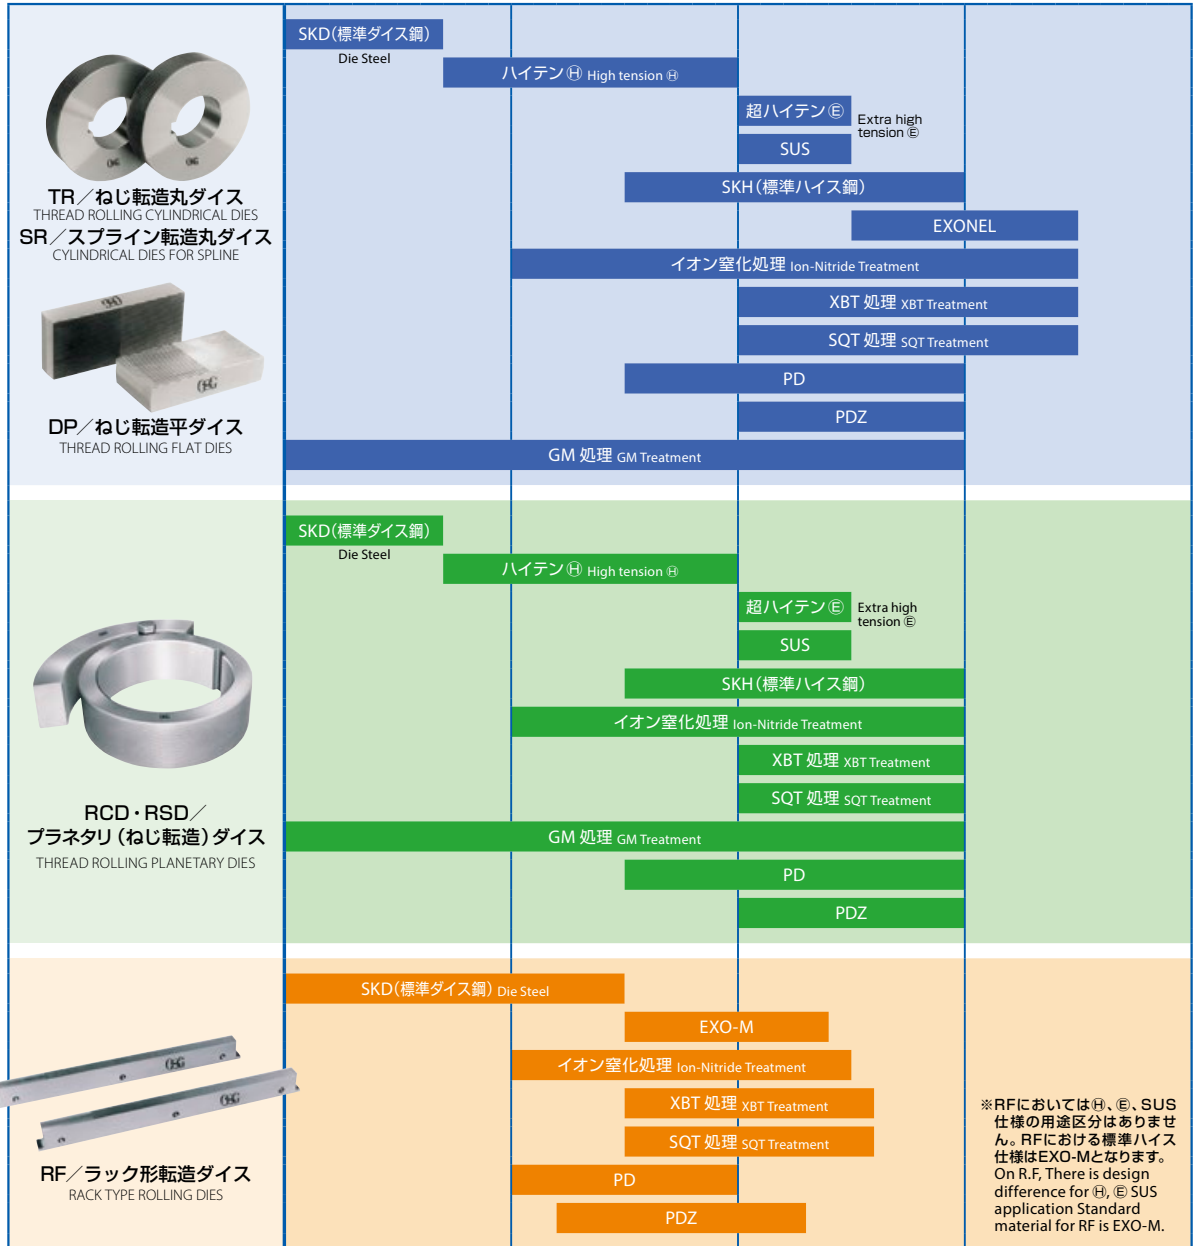 SKD(標準ダイス鋼)
Die Steel
ハイテンⒽ High tension Ⓗ
超ハイテンⒺ
Extra high
tension Ⓔ
SUS
SKH(標準ハイス鋼)
EXONEL
イオン窒化処理 Ion-Nitride Treatment
XBT 処理 XBT Treatment
SQT 処理 SQT Treatment
PD
PDZ
GM 処理 GM Treatment
OSG
OSG
TR/ねじ転造丸ダイス
THREAD ROLLING CYLINDRICAL DIES
SR/スプライン転造丸ダイス
CYLINDRICAL DIES FOR SPLINE
OSG
OSG
DP/ねじ転造平ダイス
THREAD ROLLING FLAT DIES
SKD(標準ダイス鋼)
Die Steel
ハイテンⒽ High tension Ⓗ
超ハイテンⒺ
Extra high
tension Ⓔ
SUS
SKH(標準ハイス鋼)
イオン窒化処理 Ion-Nitride Treatment
XBT 処理 XBT Treatment
SQT 処理 SQT Treatment
GM 処理 GM Treatment
PD
PDZ
RCD・RSD/
プラネタリ(ねじ転造)ダイス
THREAD ROLLING PLANETARY DIES
SKD(標準ダイス鋼) Die Steel
EXO-M
イオン窒化処理 Ion-Nitride Treatment
XBT 処理 XBT Treatment
SQT 処理 SQT Treatment
PD
PDZ
OSG
OSG
RF/ラック形転造ダイス
RACK TYPE ROLLING DIES
※RFにおいてはⒽ、Ⓔ、SUS
仕様の用途区分はありませ
ん。RFにおける標準ハイス
仕様はEXO-Mとなります。
On R.F, There is design
difference for Ⓗ, Ⓔ SUS
application Standard
material for RF is EXO-M.